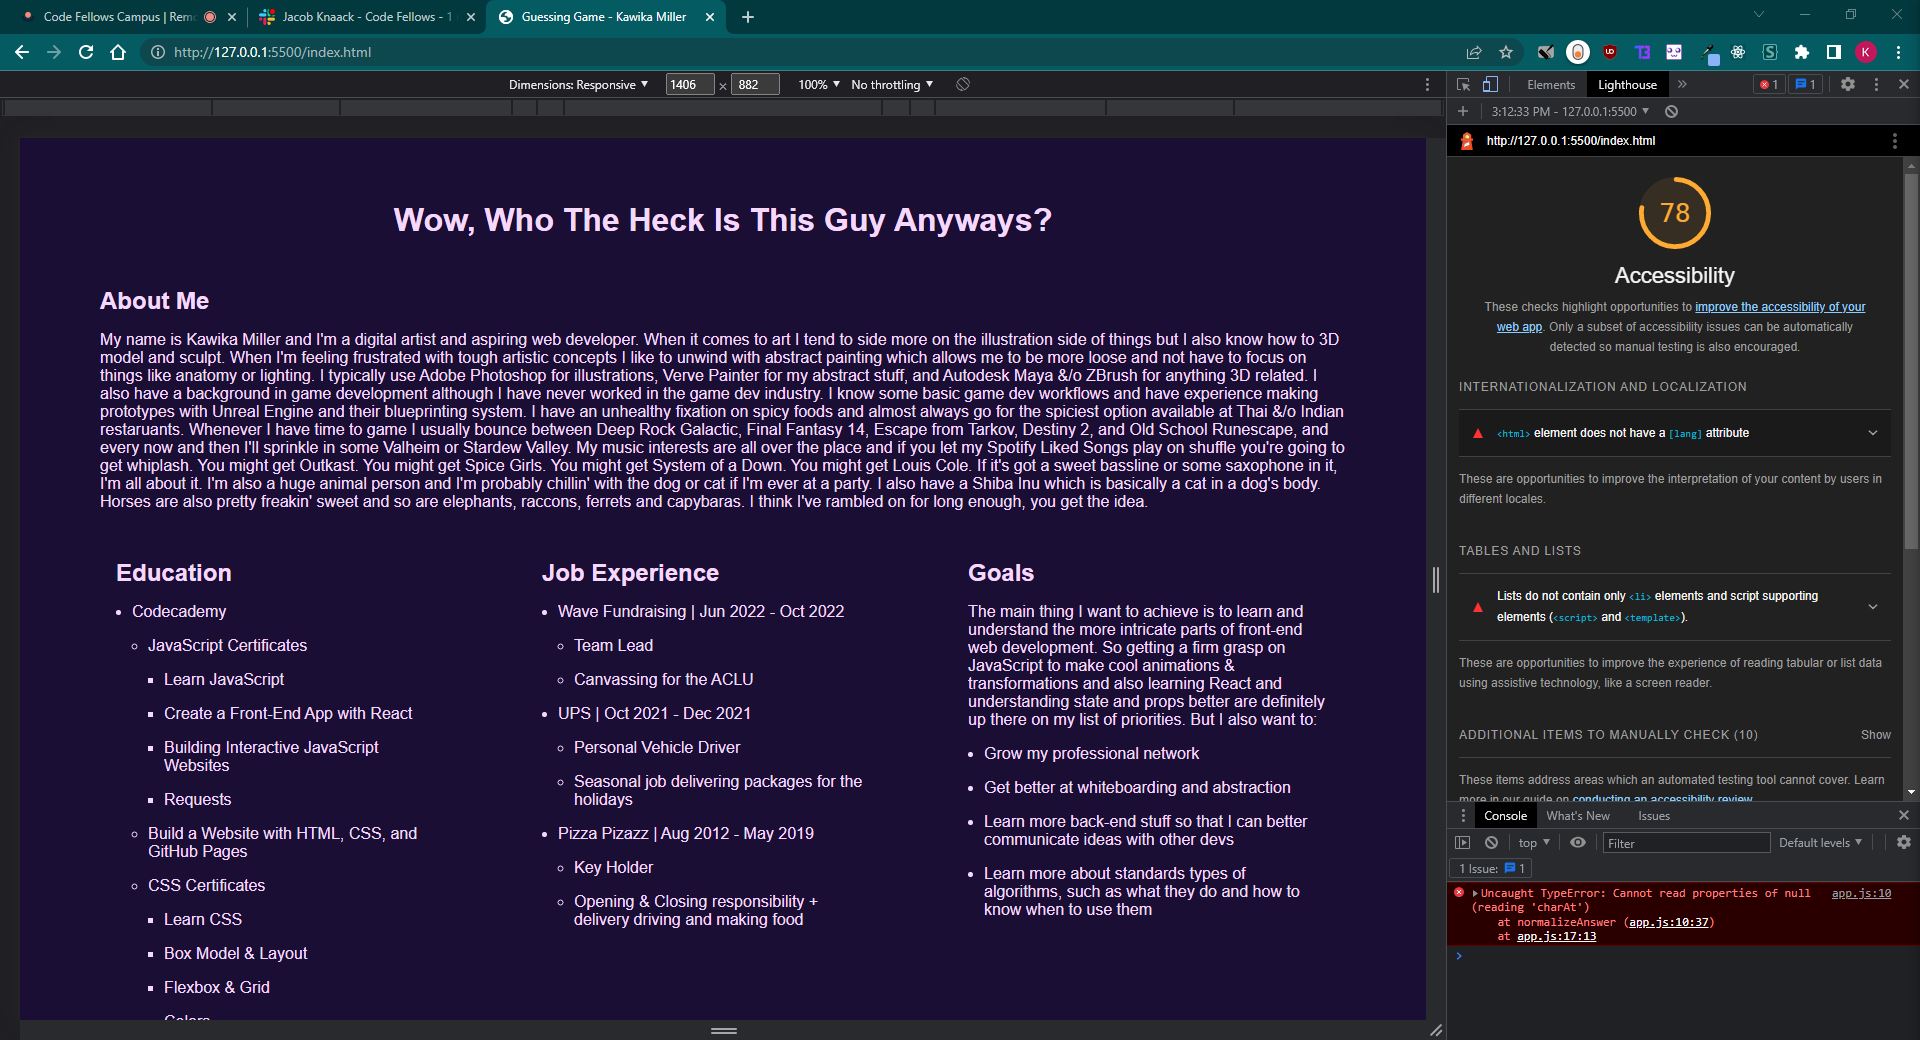 Code Fellows Campus | Remo
Jacob Knaack - Code Fellows - 1
Guessing Game - Kawika Miller
http://127.0.0.1:5500/index.html
K
Dimensions: Responsive
1406 × 882
100%
No throttling
Elements
Lighthouse
1
1
3:12:33 PM - 127.0.0.1:5500
http://127.0.0.1:5500/index.html
Wow, Who The Heck Is This Guy Anyways?
About Me
My name is Kawika Miller and I'm a digital artist and aspiring web developer. When it comes to art I tend to side more on the illustration side of things but I also know how to 3D
model and sculpt. When I'm feeling frustrated with tough artistic concepts I like to unwind with abstract painting which allows me to be more loose and not have to focus on
things like anatomy or lighting. I typically use Adobe Photoshop for illustrations, Verve Painter for my abstract stuff, and Autodesk Maya &/o ZBrush for anything 3D related. I
also have a background in game development although I have never worked in the game dev industry. I know some basic game dev workflows and have experience making
prototypes with Unreal Engine and their blueprinting system. I have an unhealthy fixation on spicy foods and almost always go for the spiciest option available at Thai &/o Indian
restaruants. Whenever I have time to game I usually bounce between Deep Rock Galactic, Final Fantasy 14, Escape from Tarkov, Destiny 2, and Old School Runescape, and
every now and then I'll sprinkle in some Valheim or Stardew Valley. My music interests are all over the place and if you let my Spotify Liked Songs play on shuffle you're going to
get whiplash. You might get Outkast. You might get Spice Girls. You might get System of a Down. You might get Louis Cole. If it's got a sweet bassline or some saxophone in it,
I'm all about it. I'm also a huge animal person and I'm probably chillin' with the dog or cat if I'm ever at a party. I also have a Shiba Inu which is basically a cat in a dog's body.
Horses are also pretty freakin' sweet and so are elephants, raccons, ferrets and capybaras. I think I've rambled on for long enough, you get the idea.
Education
Codecademy
JavaScript Certificates
Learn JavaScript
Create a Front-End App with React
Building Interactive JavaScript
Websites
Requests
Build a Website with HTML, CSS, and
GitHub Pages
CSS Certificates
Learn CSS
Box Model & Layout
Flexbox & Grid
Colors
Job Experience
Wave Fundraising | Jun 2022 - Oct 2022
Team Lead
Canvassing for the ACLU
UPS | Oct 2021 - Dec 2021
Personal Vehicle Driver
Seasonal job delivering packages for the
holidays
Pizza Pizazz | Aug 2012 - May 2019
Key Holder
Opening & Closing responsibility +
delivery driving and making food
Goals
The main thing I want to achieve is to learn and
understand the more intricate parts of front-end
web development. So getting a firm grasp on
JavaScript to make cool animations &
transformations and also learning React and
understanding state and props better are definitely
up there on my list of priorities. But I also want to:
Grow my professional network
Get better at whiteboarding and abstraction
Learn more back-end stuff so that I can better
communicate ideas with other devs
Learn more about standards types of
algorithms, such as what they do and how to
know when to use them
78
Accessibility
These checks highlight opportunities to improve the accessibility of your
web app. Only a subset of accessibility issues can be automatically
detected so manual testing is also encouraged.
INTERNATIONALIZATION AND LOCALIZATION
<html> element does not have a [lang] attribute
These are opportunities to improve the interpretation of your content by users in
different locales.
TABLES AND LISTS
Lists do not contain only <li> elements and script supporting
elements (<script> and <template>).
These are opportunities to improve the experience of reading tabular or list data
using assistive technology, like a screen reader.
ADDITIONAL ITEMS TO MANUALLY CHECK (10)
Show
These items address areas which an automated testing tool cannot cover. Learn
more in our guide on conducting an accessibility review
Console
What's New
Issues
top
Filter
Default levels
1 Issue: 1
Uncaught TypeError: Cannot read properties of null app.js:10
(reading 'charAt')
at normalizeAnswer (app.js:10:37)
at app.js:17:13